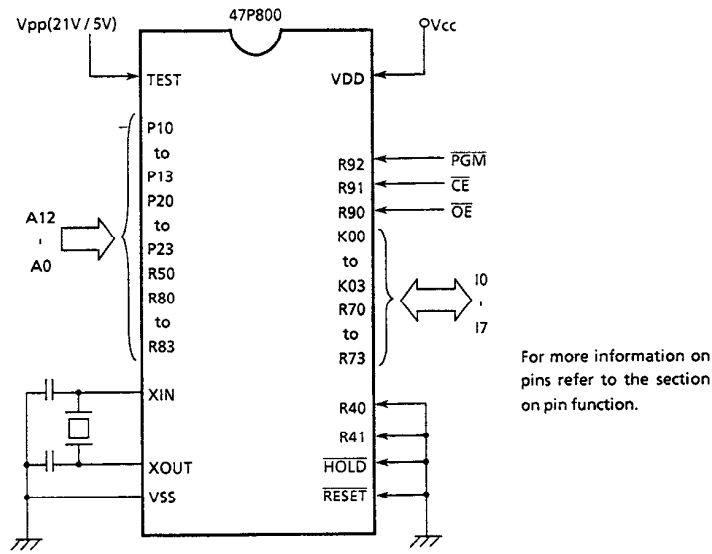 47P800
Vpp(21V / 5V)
Vcc
TEST
VDD
P10
to
P13
P20
to
P23
R50
R80
to
R83
A12
A0
XIN
XOUT
VSS
R92
R91
R90
K00
to
K03
R70
to
R73
PGM
CE
OE
I0
I7
R40
R41
HOLD
RESET
For more information on
pins refer to the section
on pin function.